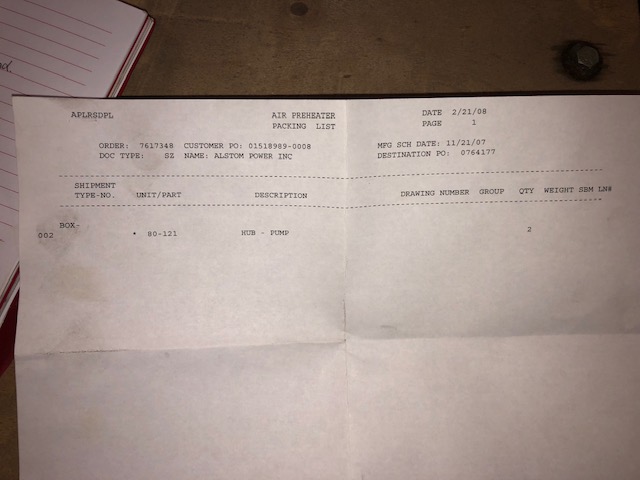 nd.
APLRSDPL AIR PREHEATER DATE 2/21/08
PACKING LIST PAGE 1
ORDER: 7617348 CUSTOMER PO: 01518989-0008 MFG SCH DATE: 11/21/07
DOC TYPE: SZ NAME: ALSTOM POWER INC DESTINATION PO: 0764177
SHIPMENT
TYPE-NO. UNIT/PART DESCRIPTION DRAWING NUMBER GROUP QTY WEIGHT SBM LN#
BOX-
002 * 80-121 HUB - PUMP 2